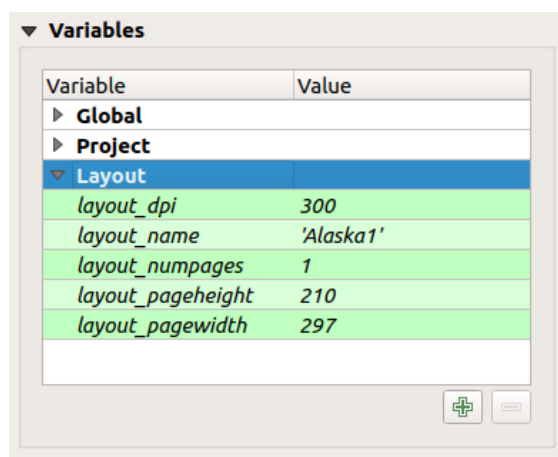 Variables
Variable Value
Global
Project
Layout
layout_dpi 300
layout_name 'Alaska1'
layout_numpages 1
layout_pageheight 210
layout_pagewidth 297